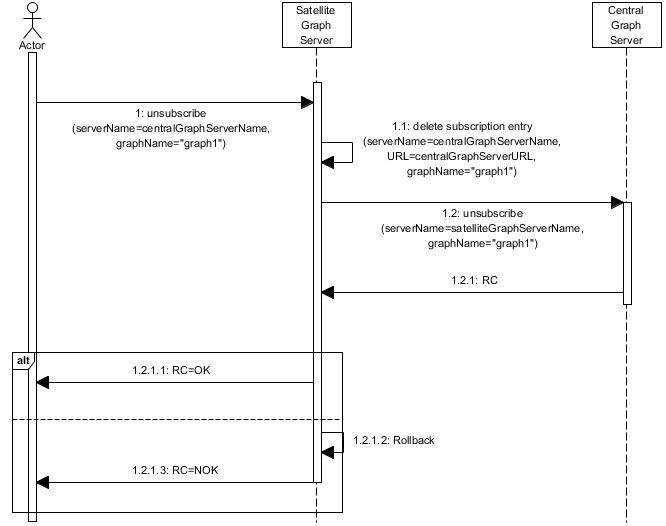 Satellite
Graph
Server
Central
Graph
Server
Actor
1: unsubscribe
(serverName=centralGraphServerName,
graphName="graph1")
1.1: delete subscription entry
(serverName=centralGraphServerName,
URL=centralGraphServerURL,
graphName="graph1")
1.2: unsubscribe
(serverName=satelliteGraphServerName,
graphName="graph1")
1.2.1: RC
alt
1.2.1.1: RC=OK
1.2.1.2: Rollback
1.2.1.3: RC=NOK